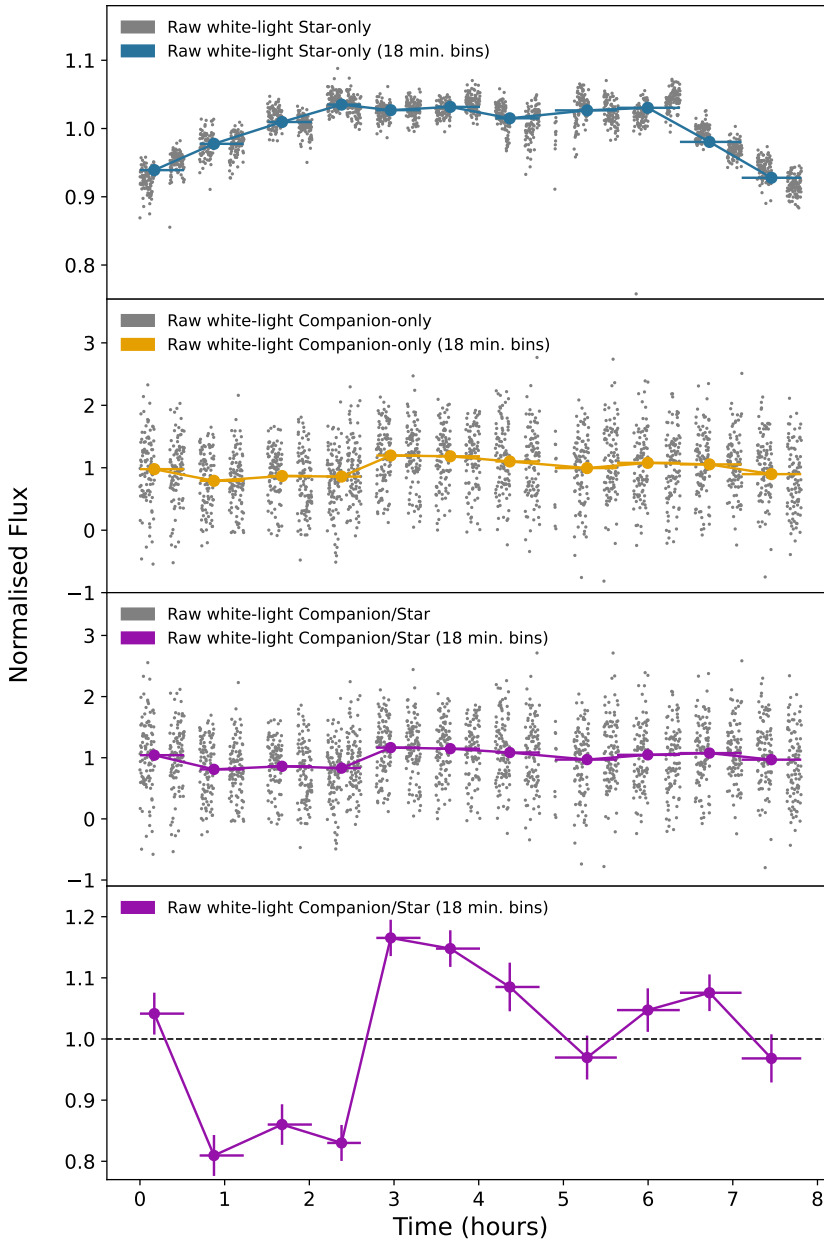 Normalised Flux
Raw white-light Star-only
Raw white-light Star-only (18 min. bins)
1.1
1.0
0.9
0.8
Raw white-light Companion-only
Raw white-light Companion-only (18 min. bins)
3
2
1
0
−1
Raw white-light Companion/Star
Raw white-light Companion/Star (18 min. bins)
3
2
1
0
−1
Raw white-light Companion/Star (18 min. bins)
1.2
1.1
1.0
0.9
0.8
0 1 2 3 4 5 6 7 8
Time (hours)